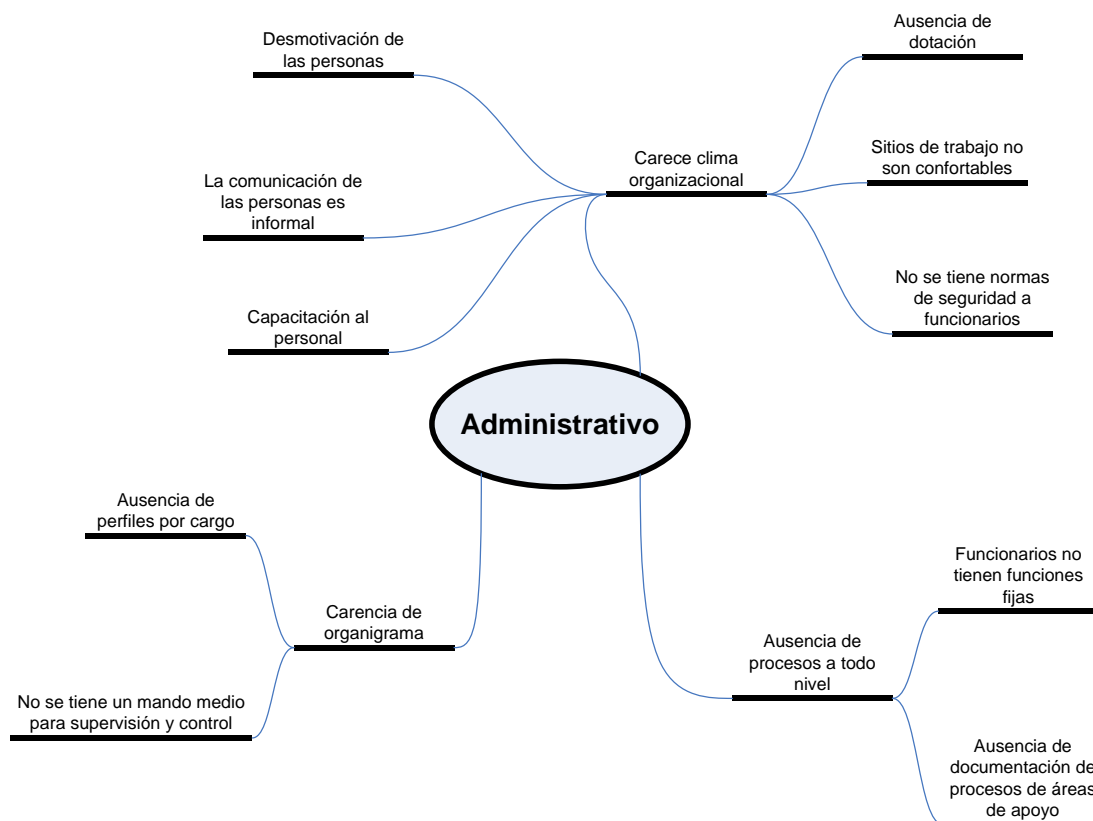 Desmotivación de
las personas
La comunicación de
las personas es
informal
Capacitación al
personal
Carece clima
organizacional
Ausencia de
dotación
Sitios de trabajo no
son confortables
No se tiene normas
de seguridad a
funcionarios
Administrativo
Ausencia de
perfiles por cargo
Carencia de
organigrama
No se tiene un mando medio
para supervisión y control
Ausencia de
procesos a todo
nivel
Funcionarios no
tienen funciones
fijas
Ausencia de
documentación de
procesos de áreas
de apoyo